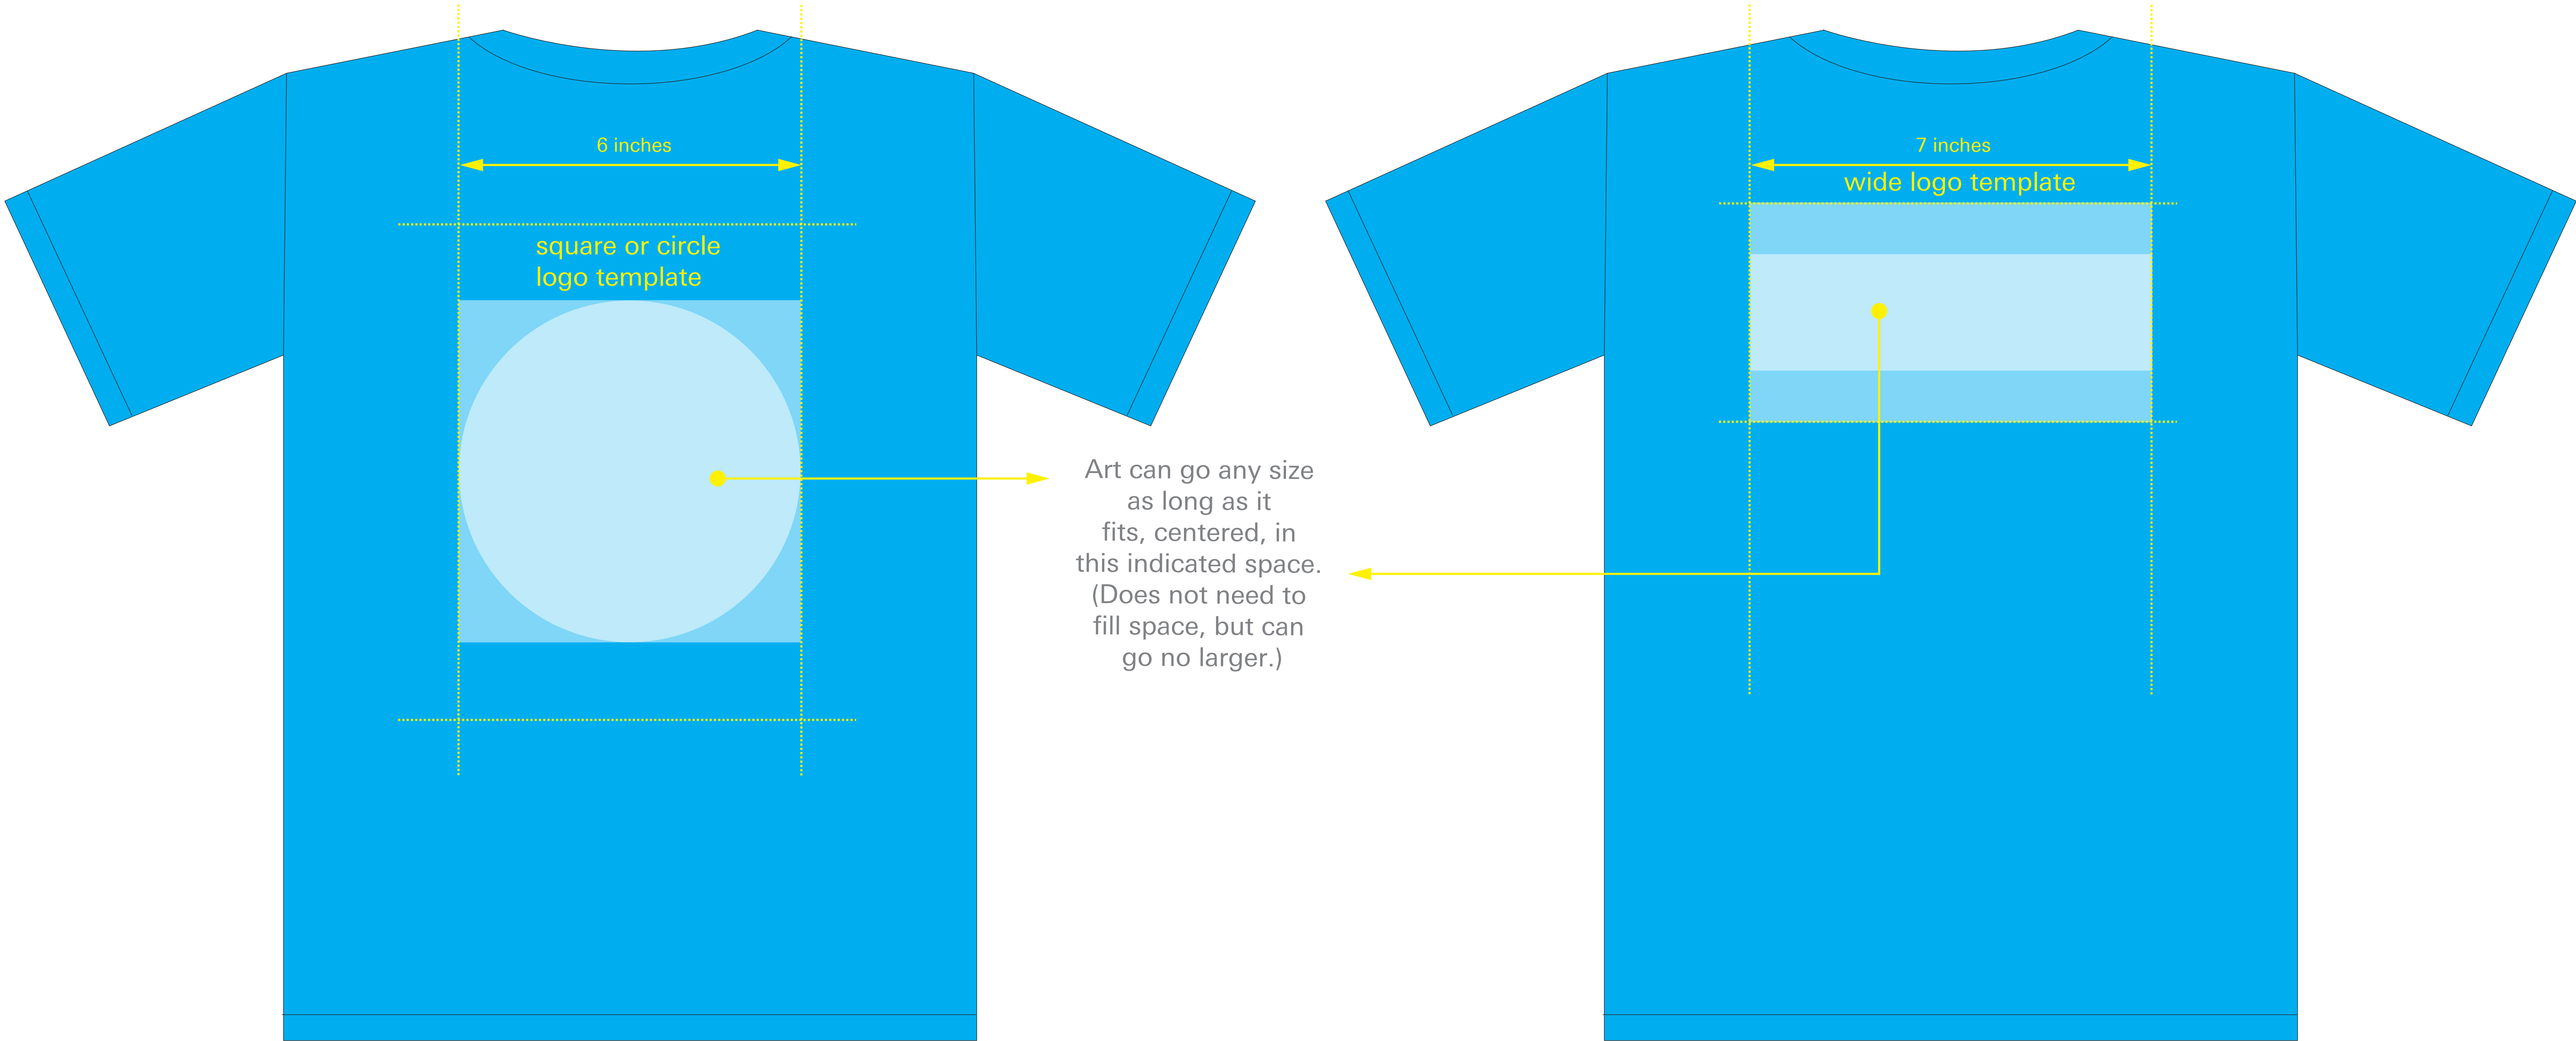 6 inches
square or circle
logo template
Art can go any size
as long as it
fits, centered, in
this indicated space.
(Does not need to
fill space, but can
go no larger.)
7 inches
wide logo template